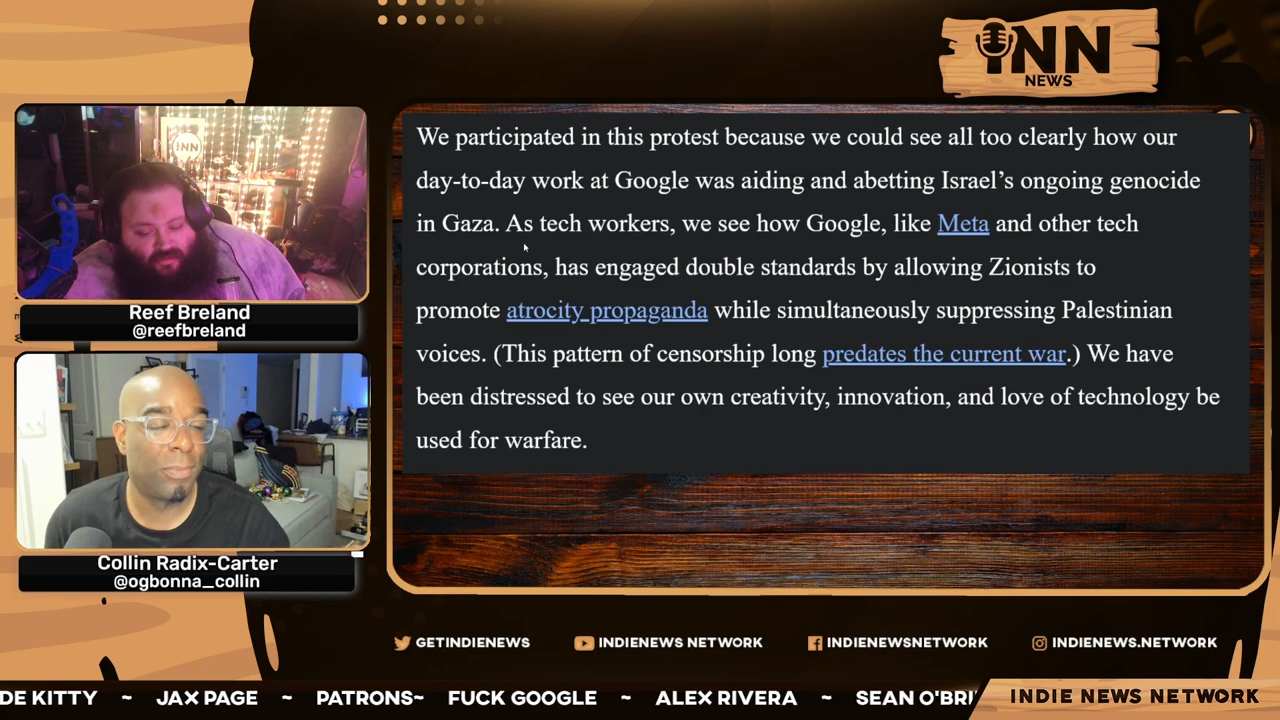 iNN
NEWS
We participated in this protest because we could see all too clearly how our
day-to-day work at Google was aiding and abetting Israel’s ongoing genocide
in Gaza. As tech workers, we see how Google, like Meta and other tech
corporations, has engaged double standards by allowing Zionists to
promote atrocity propaganda while simultaneously suppressing Palestinian
voices. (This pattern of censorship long predates the current war.) We have
been distressed to see our own creativity, innovation, and love of technology be
used for warfare.
iNN
Reef Breland
@reefbreland
Collin Radix-Carter
@ogbonna_collin
GETINDIENEWS
INDIENEWS NETWORK
INDIENEWSNETWORK
INDIENEWS.NETWORK
DE KITTY ~ JAX PAGE ~ PATRONS~ FUCK GOOGLE ~ ALEX RIVERA ~ SEAN O'BRI
INDIE NEWS NETWORK